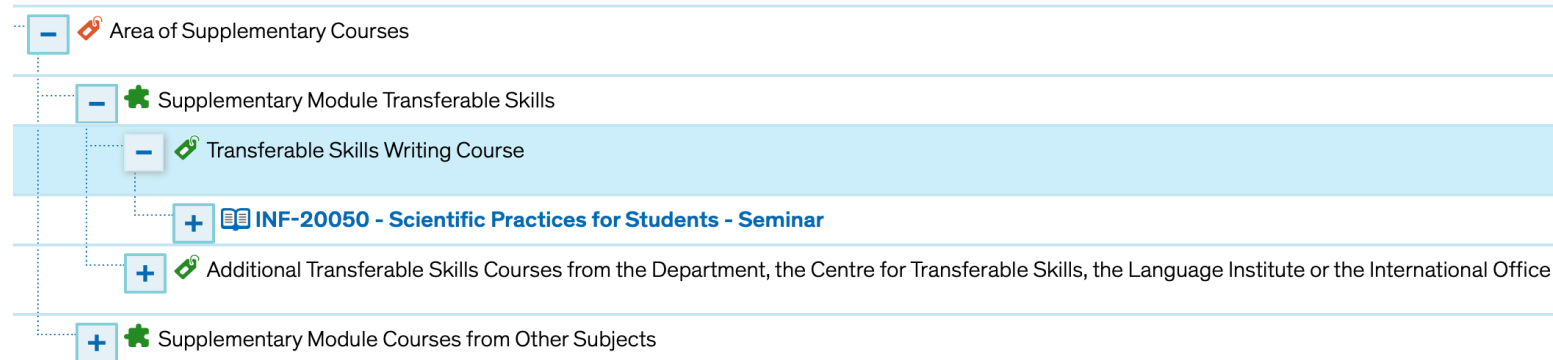 Area of Supplementary Courses
Supplementary Module Transferable Skills
Transferable Skills Writing Course
INF-20050 - Scientific Practices for Students - Seminar
Additional Transferable Skills Courses from the Department, the Centre for Transferable Skills, the Language Institute or the International Office
Supplementary Module Courses from Other Subjects